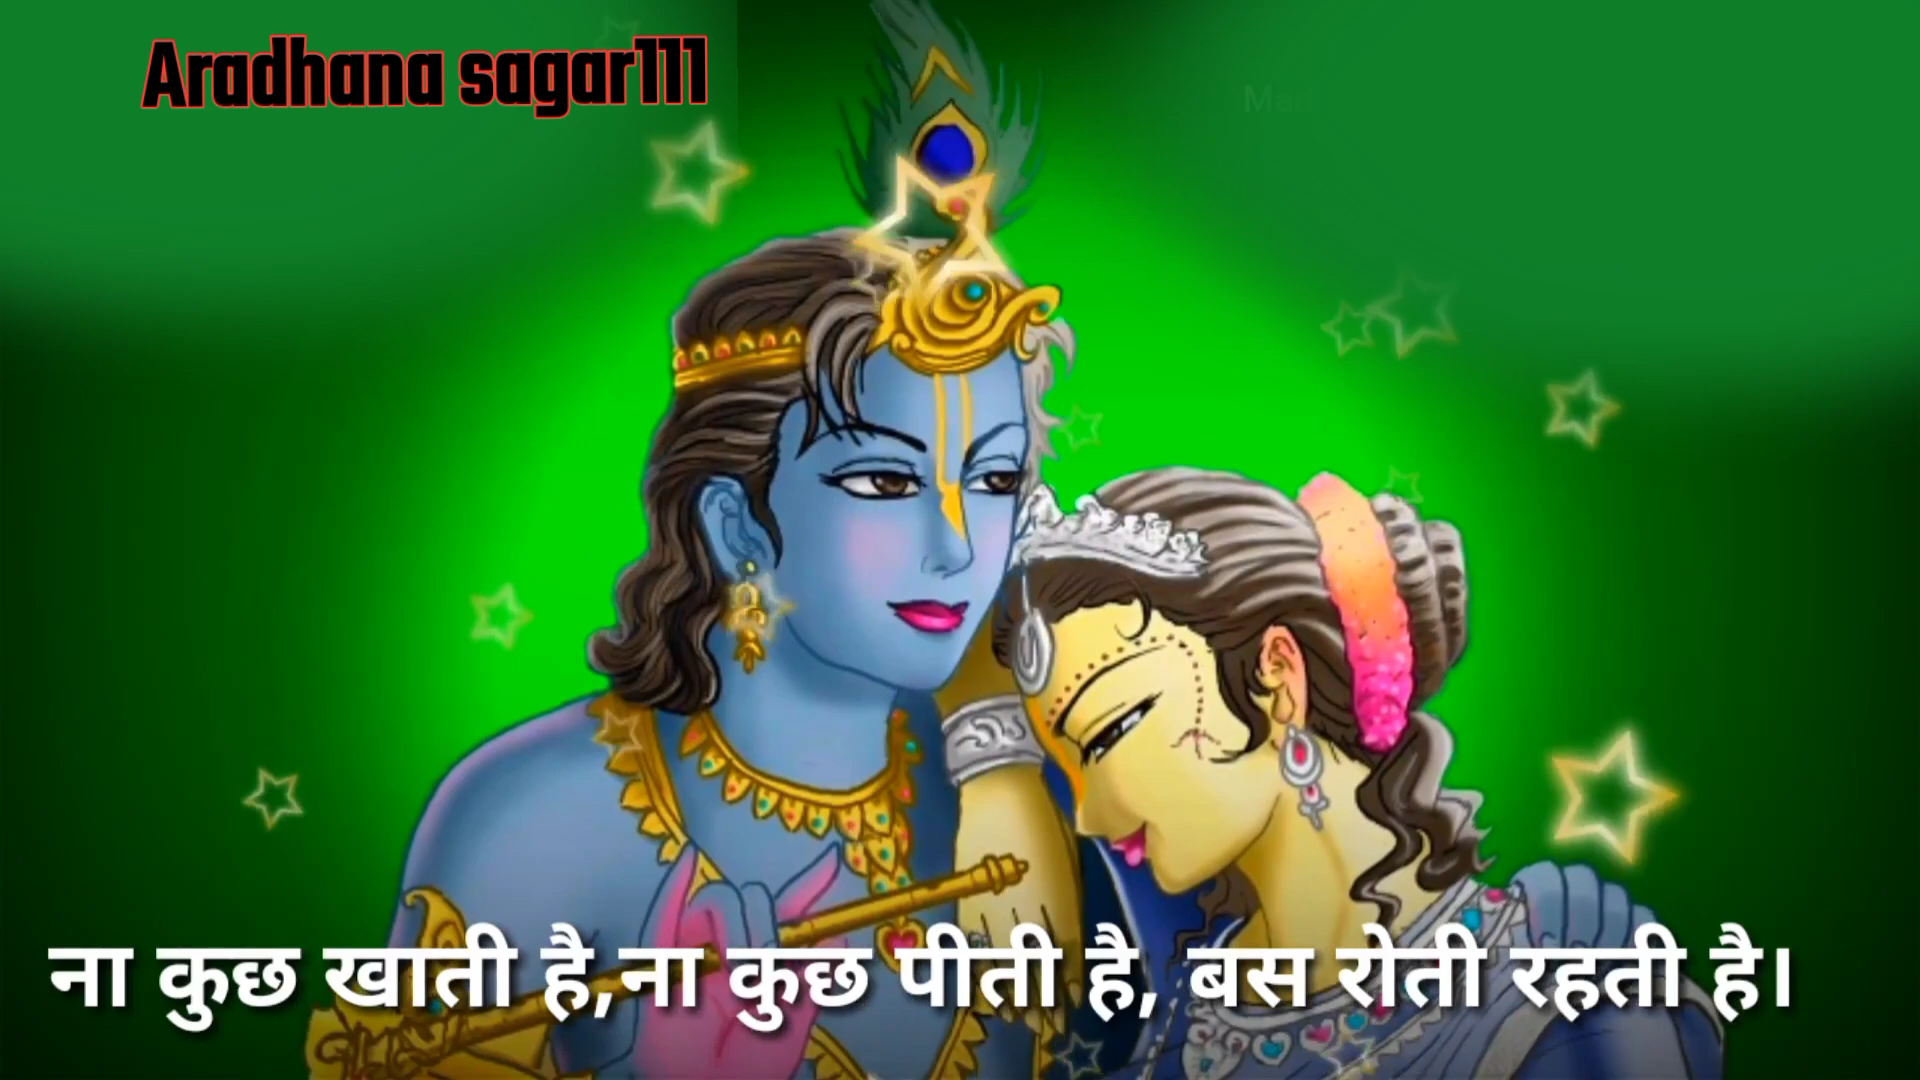 Aradhana sagar111
ना कुछ खाती है,ना कुछ पीती है, बस रोती रहती है।